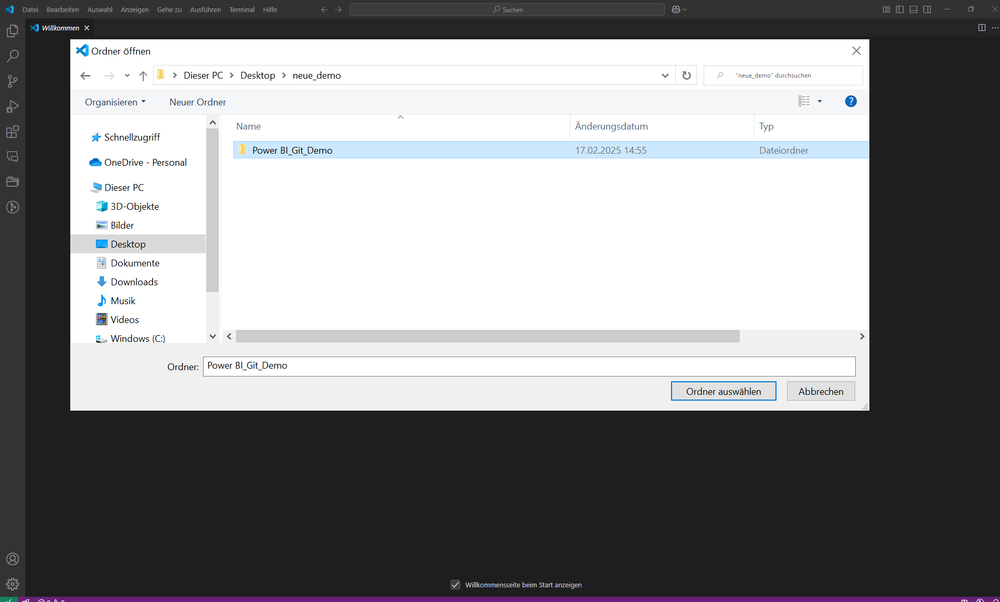 Datei Bearbeiten Auswahl Anzeigen Gehe zu Ausführen Terminal Hilfe Suchen
Willkommen
Ordner öffnen
Dieser PC Desktop neue_demo "neue_demo" durchsuchen
Organisieren Neuer Ordner ?
Name Änderungsdatum Typ
Schnellzugriff
Power BI_Git_Demo 17.02.2025 14:55 Dateiordner
OneDrive - Personal
Dieser PC
3D-Objekte
Bilder
Desktop
Dokumente
Downloads
Musik
Videos
Windows (C:)
Ordner: Power BI_Git_Demo
Ordner auswählen Abbrechen
Willkommensseite beim Start anzeigen